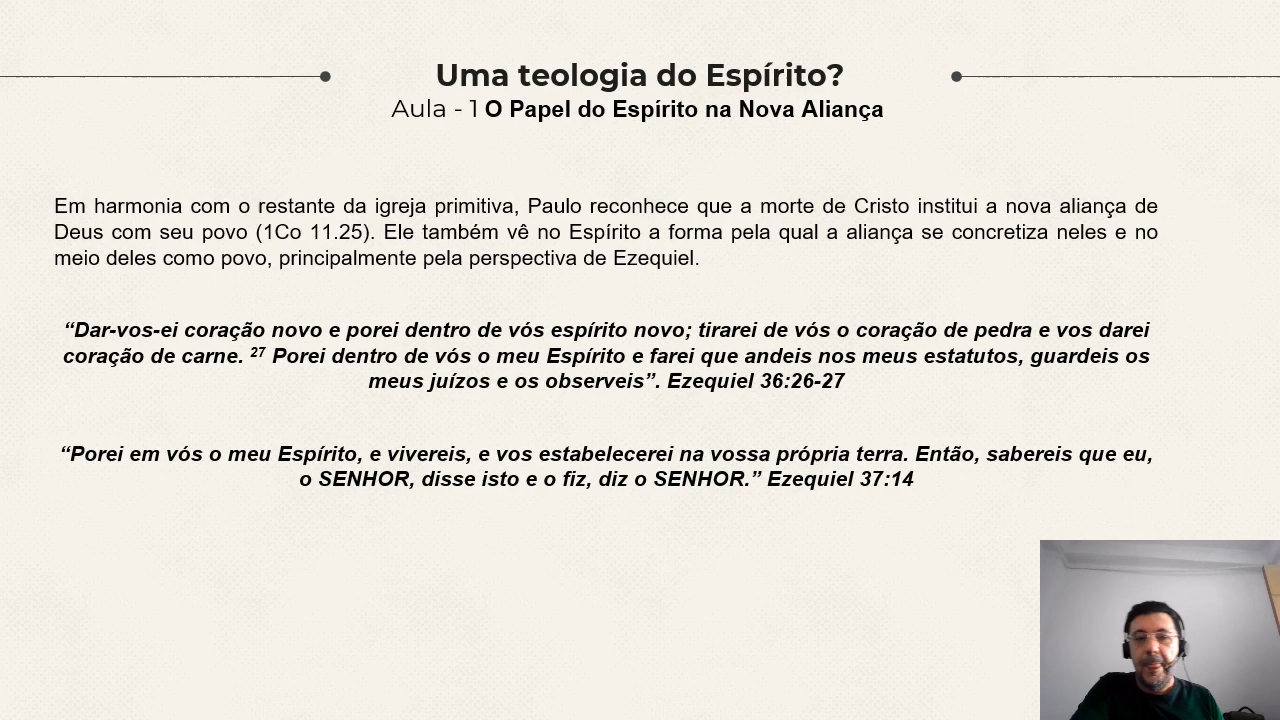 Uma teologia do Espírito?
Aula - 1 O Papel do Espírito na Nova Aliança
Em harmonia com o restante da igreja primitiva, Paulo reconhece que a morte de Cristo institui a nova aliança de
Deus com seu povo (1Co 11.25). Ele também vê no Espírito a forma pela qual a aliança se concretiza neles e no
meio deles como povo, principalmente pela perspectiva de Ezequiel.
“Dar-vos-ei coração novo e porei dentro de vós espírito novo; tirarei de vós o coração de pedra e vos darei
coração de carne. ²⁷ Porei dentro de vós o meu Espírito e farei que andeis nos meus estatutos, guardeis os
meus juízos e os observeis”. Ezequiel 36:26-27
“Porei em vós o meu Espírito, e vivereis, e vos estabelecerei na vossa própria terra. Então, sabereis que eu,
o SENHOR, disse isto e o fiz, diz o SENHOR.” Ezequiel 37:14